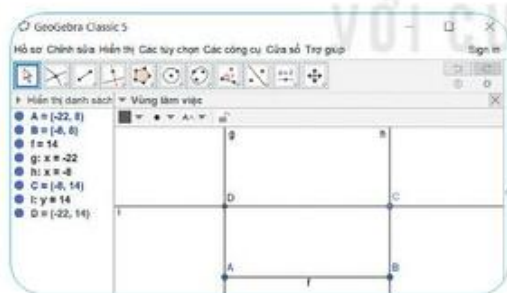 VỚI CU
GeoGebra Classic 5
Hồ sơ Chỉnh sửa Hiển thị Các tùy chọn Các công cụ Cửa sổ Trợ giúp Sign in
Hiển thị danh sách
Vùng làm việc
A = (-22, 8)
B = (-8, 8)
f = 14
g: x = -22
h: x = -8
C = (-8, 14)
i: y = 14
D = (-22, 14)
g h
D C
i
A B
f